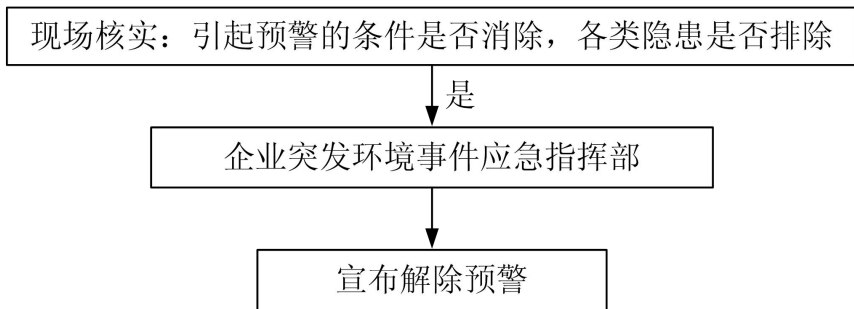 现场核实：引起预警的条件是否消除，各类隐患是否排除
是
企业突发环境事件应急指挥部
宣布解除预警